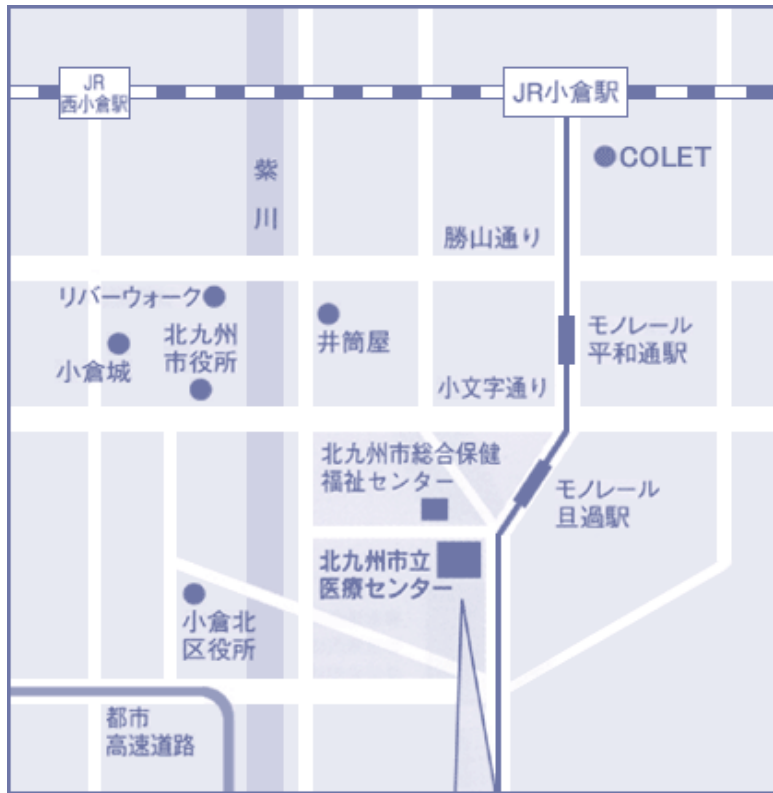 JR
西小倉駅
JR小倉駅
COLET
紫
川
勝山通り
リバーウォーク
小倉城
北九州
市役所
井筒屋
モノレール
平和通駅
小文字通り
北九州市総合保健
福祉センター
モノレール
旦過駅
北九州市立
医療センター
小倉北
区役所
都市
高速道路